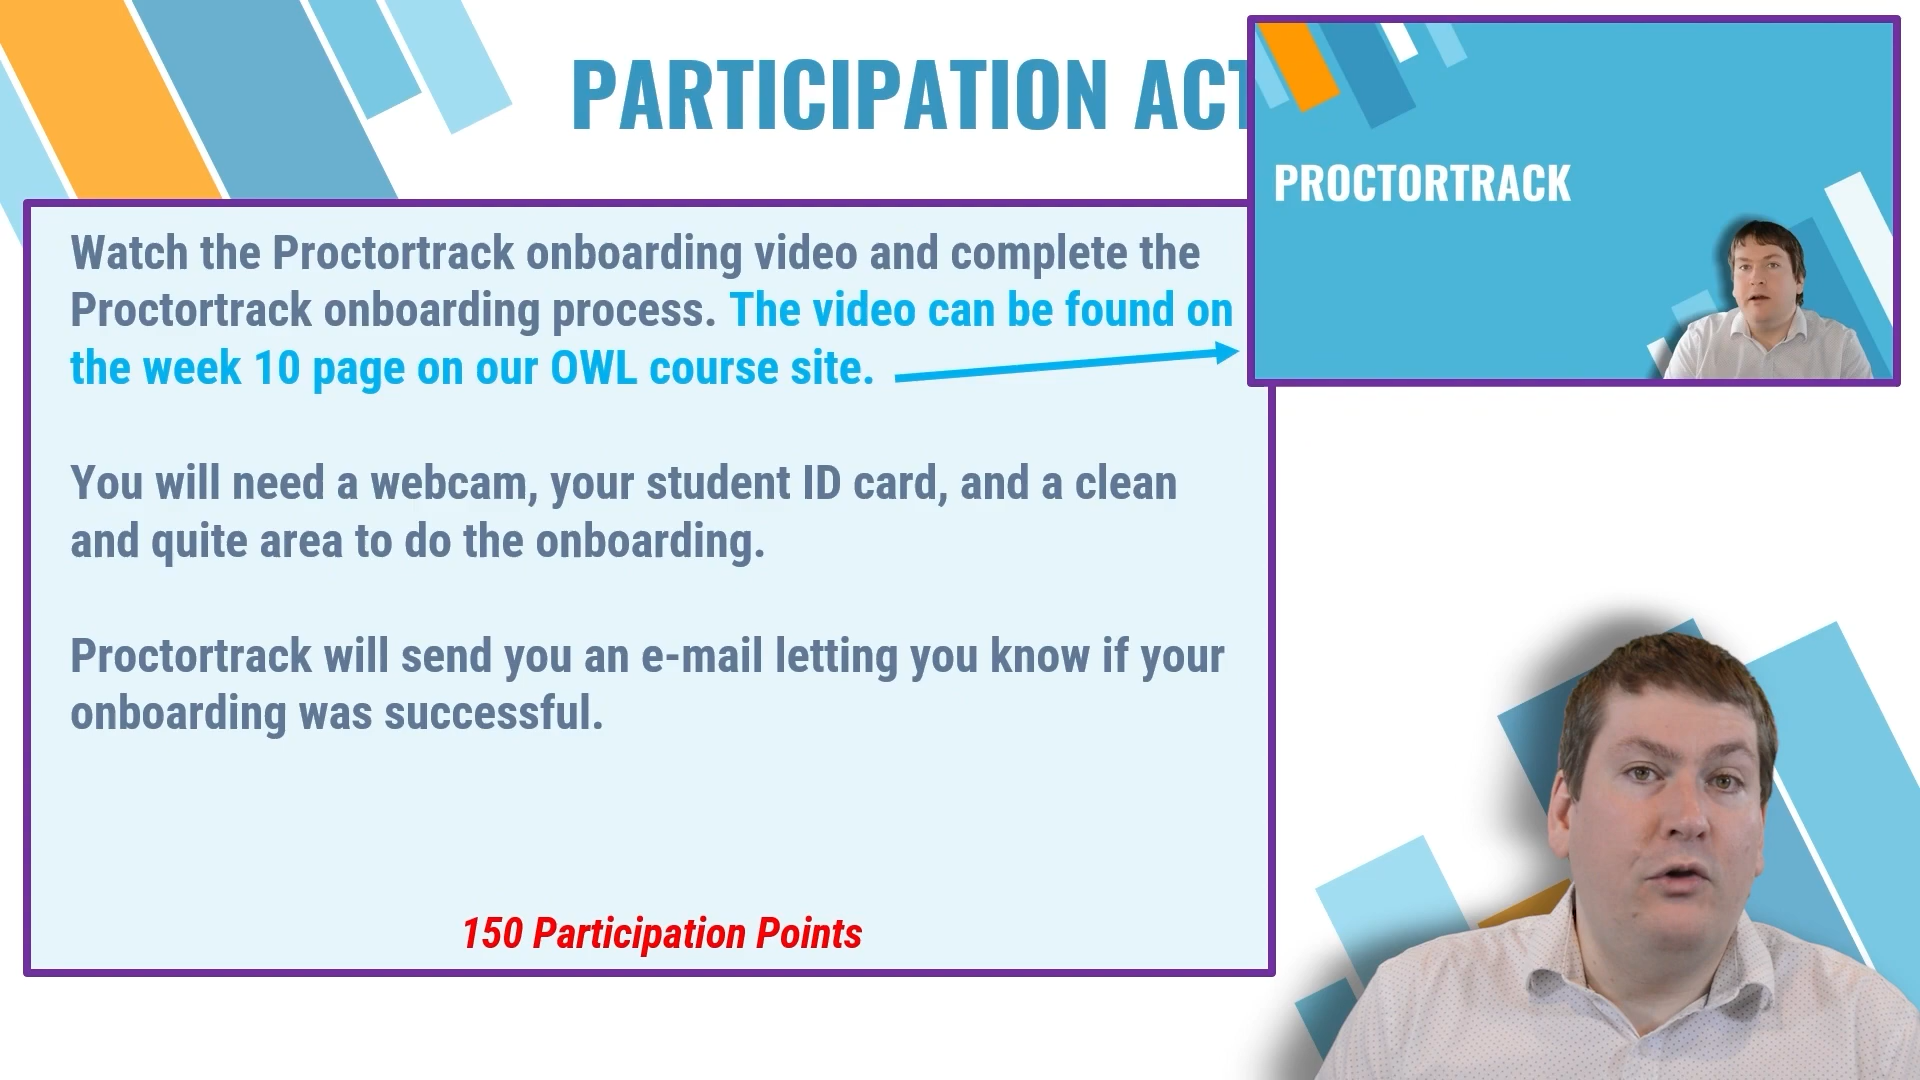 PARTICIPATION ACT
PROCTORTRACK
Watch the Proctortrack onboarding video and complete the
Proctortrack onboarding process. The video can be found on
the week 10 page on our OWL course site.
You will need a webcam, your student ID card, and a clean
and quite area to do the onboarding.
Proctortrack will send you an e-mail letting you know if your
onboarding was successful.
150 Participation Points